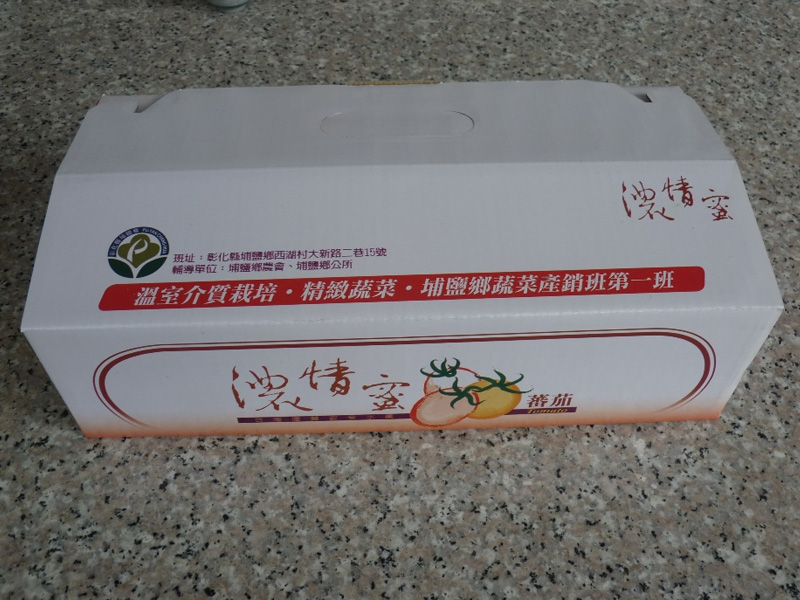 濃情蜜
班址：彰化縣埔鹽鄉西湖村大新路二巷15號
輔導單位：埔鹽鄉農會、埔鹽鄉公所
溫室介質栽培・精緻蔬菜・埔鹽鄉蔬菜產銷班第一班
濃情蜜
蕃茄
Tomato